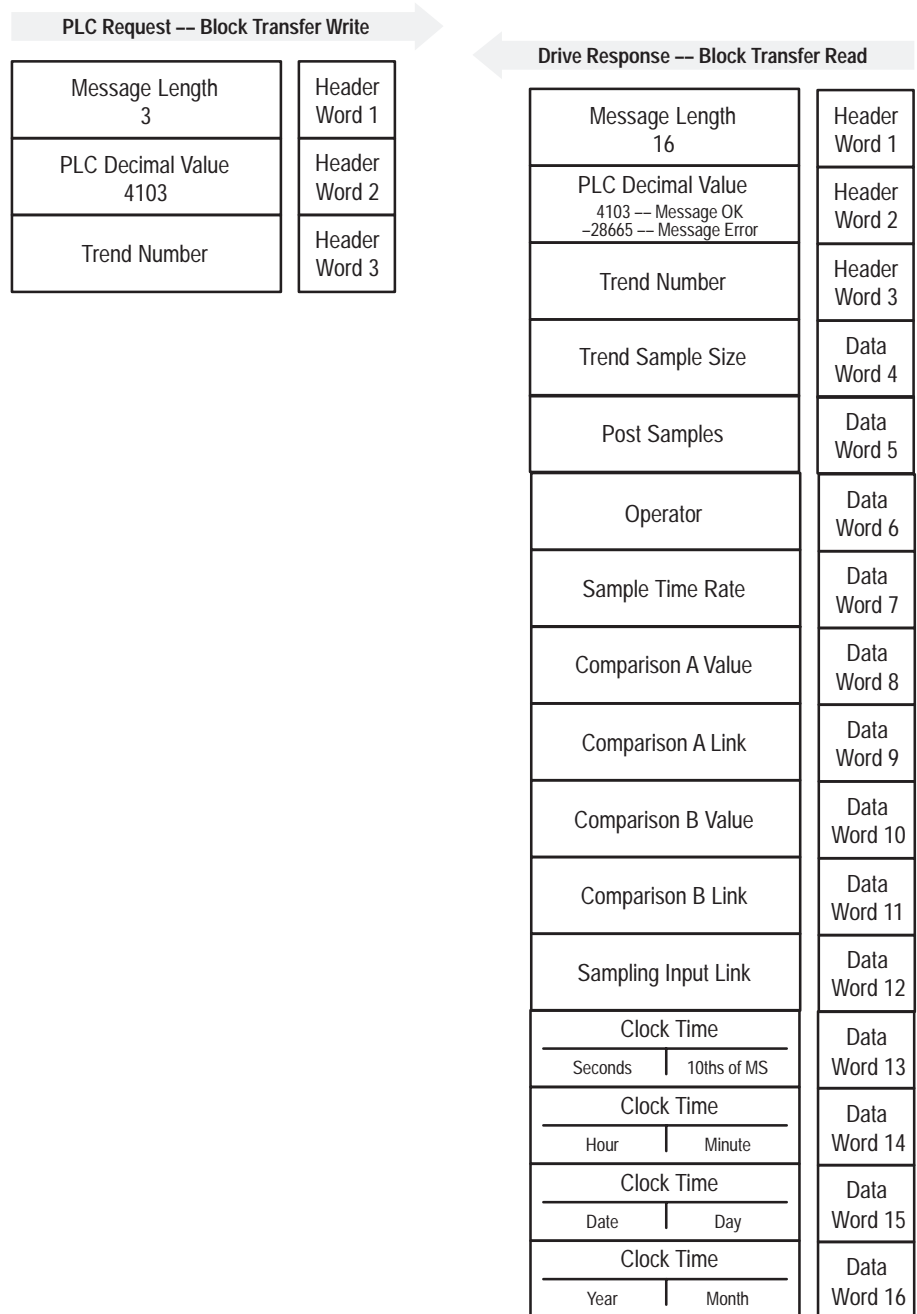 PLC Request –– Block Transfer Write
Message Length
3
Header
Word 1
PLC Decimal Value
4103
Header
Word 2
Trend Number
Header
Word 3
Drive Response –– Block Transfer Read
Message Length
16
Header
Word 1
PLC Decimal Value
4103 –– Message OK
–28665 –– Message Error
Header
Word 2
Trend Number
Header
Word 3
Trend Sample Size
Data
Word 4
Post Samples
Data
Word 5
Operator
Data
Word 6
Sample Time Rate
Data
Word 7
Comparison A Value
Data
Word 8
Comparison A Link
Data
Word 9
Comparison B Value
Data
Word 10
Comparison B Link
Data
Word 11
Sampling Input Link
Data
Word 12
Clock Time
Seconds 10ths of MS
Data
Word 13
Clock Time
Hour Minute
Data
Word 14
Clock Time
Date Day
Data
Word 15
Clock Time
Year Month
Data
Word 16